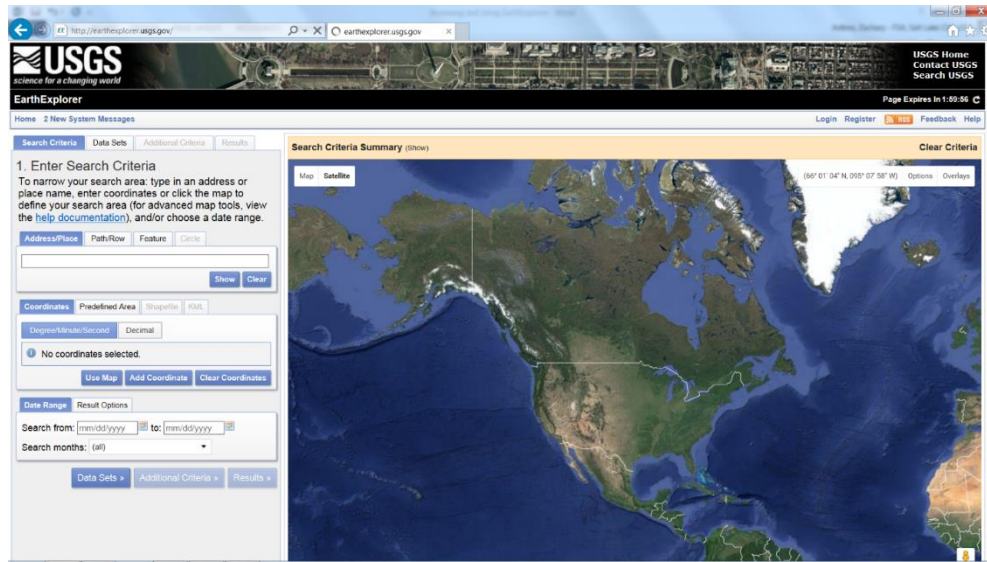 http://earthexplorer.usgs.gov/
earthexplorer.usgs.gov
USGS
science for a changing world
USGS Home
Contact USGS
Search USGS
EarthExplorer
Page Expires In 1:59:56
Home 2 New System Messages
Login Register RSS Feedback Help
Search Criteria Data Sets Additional Criteria Results
1. Enter Search Criteria
To narrow your search area: type in an address or
place name, enter coordinates or click the map to
define your search area (for advanced map tools, view
the help documentation), and/or choose a date range.
Address/Place Path/Row Feature Circle
Show Clear
Coordinates Predefined Area Shapefile KML
Degree/Minute/Second Decimal
No coordinates selected.
Use Map Add Coordinate Clear Coordinates
Date Range Result Options
Search from: mm/dd/yyyy to: mm/dd/yyyy
Search months: (all)
Data Sets » Additional Criteria » Results »
Search Criteria Summary (Show) Clear Criteria
Map Satellite
(66° 01' 04" N, 095° 07' 58" W) Options Overlays